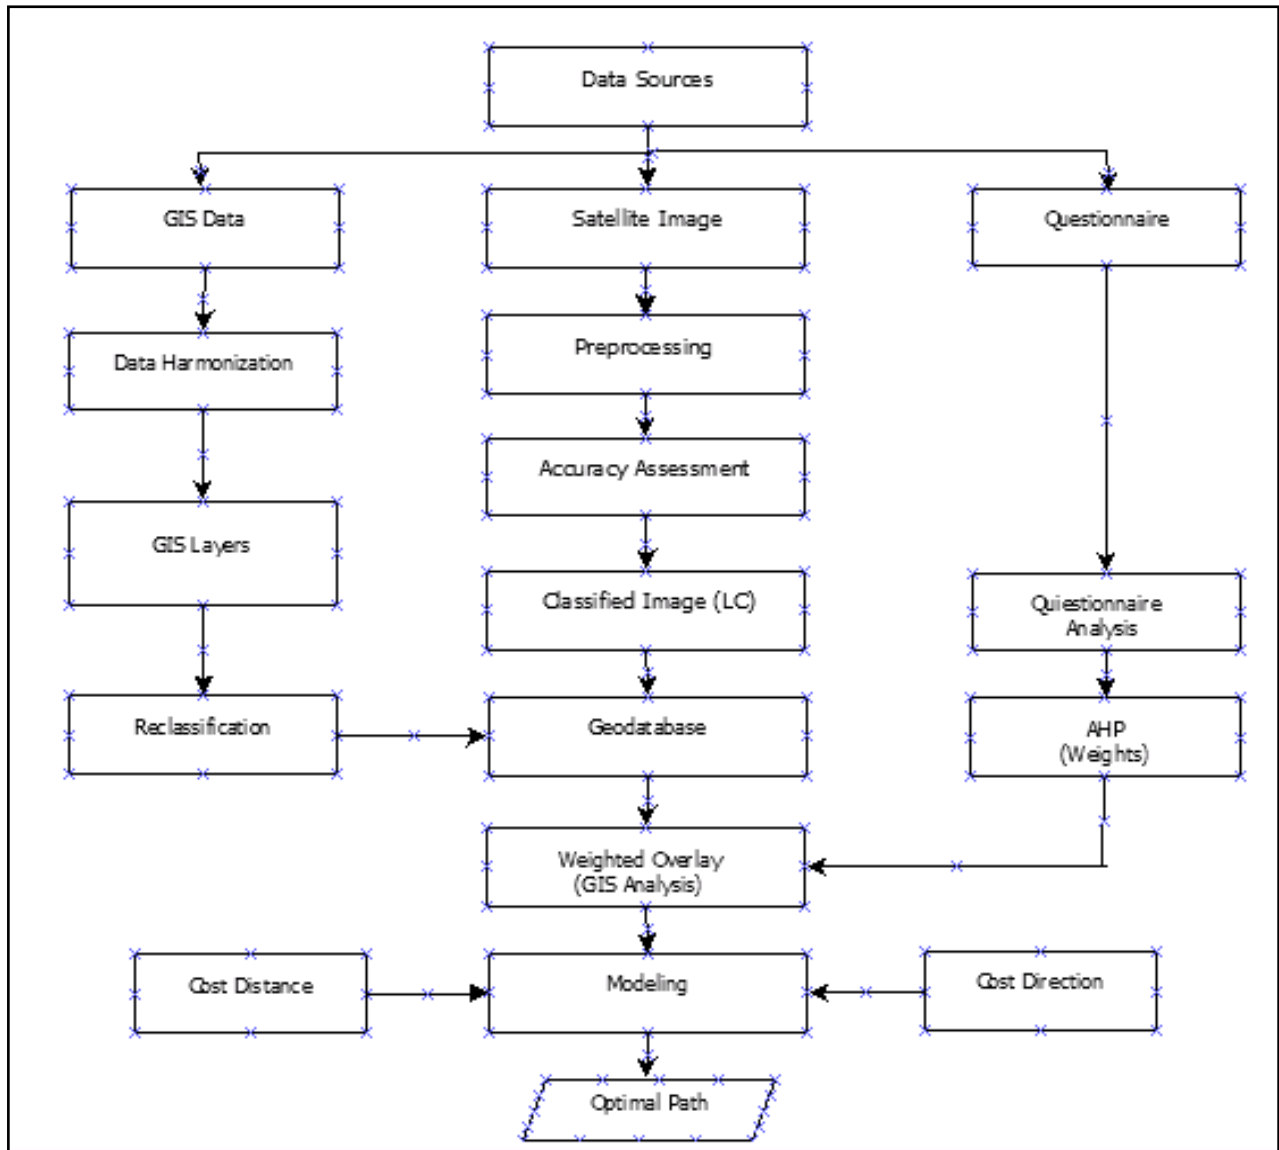 Data Sources
GIS Data
Satellite Image
Questionnaire
Preprocessing
Data Harmonization
Accuracy Assessment
GIS Layers
Classified Image (LC)
Quiestionnaire
Analysis
Reclassification
Geodatabase
AHP
(Weights)
Weighted Overlay
(GIS Analysis)
Cost Distance
Modeling
Cost Direction
Optimal Path